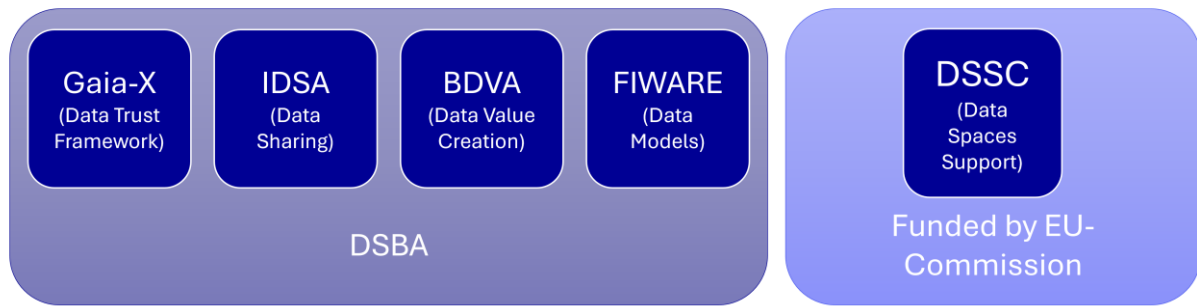 Gaia-X
(Data Trust
Framework)
IDSA
(Data
Sharing)
BDVA
(Data Value
Creation)
FIWARE
(Data
Models)
DSBA
DSSC
(Data
Spaces
Support)
Funded by EU-
Commission